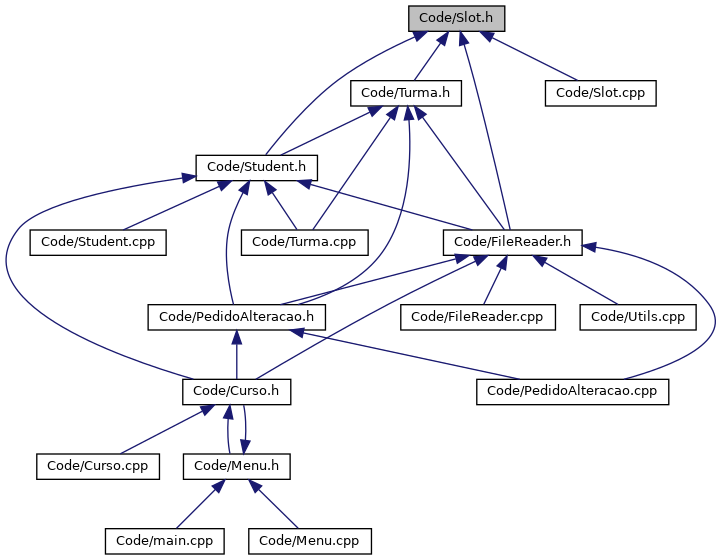 Code/Slot.h
Code/Turma.h
Code/Slot.cpp
Code/Student.h
Code/Student.cpp
Code/Turma.cpp
Code/FileReader.h
Code/PedidoAlteracao.h
Code/FileReader.cpp
Code/Utils.cpp
Code/Curso.h
Code/PedidoAlteracao.cpp
Code/Curso.cpp
Code/Menu.h
Code/main.cpp
Code/Menu.cpp